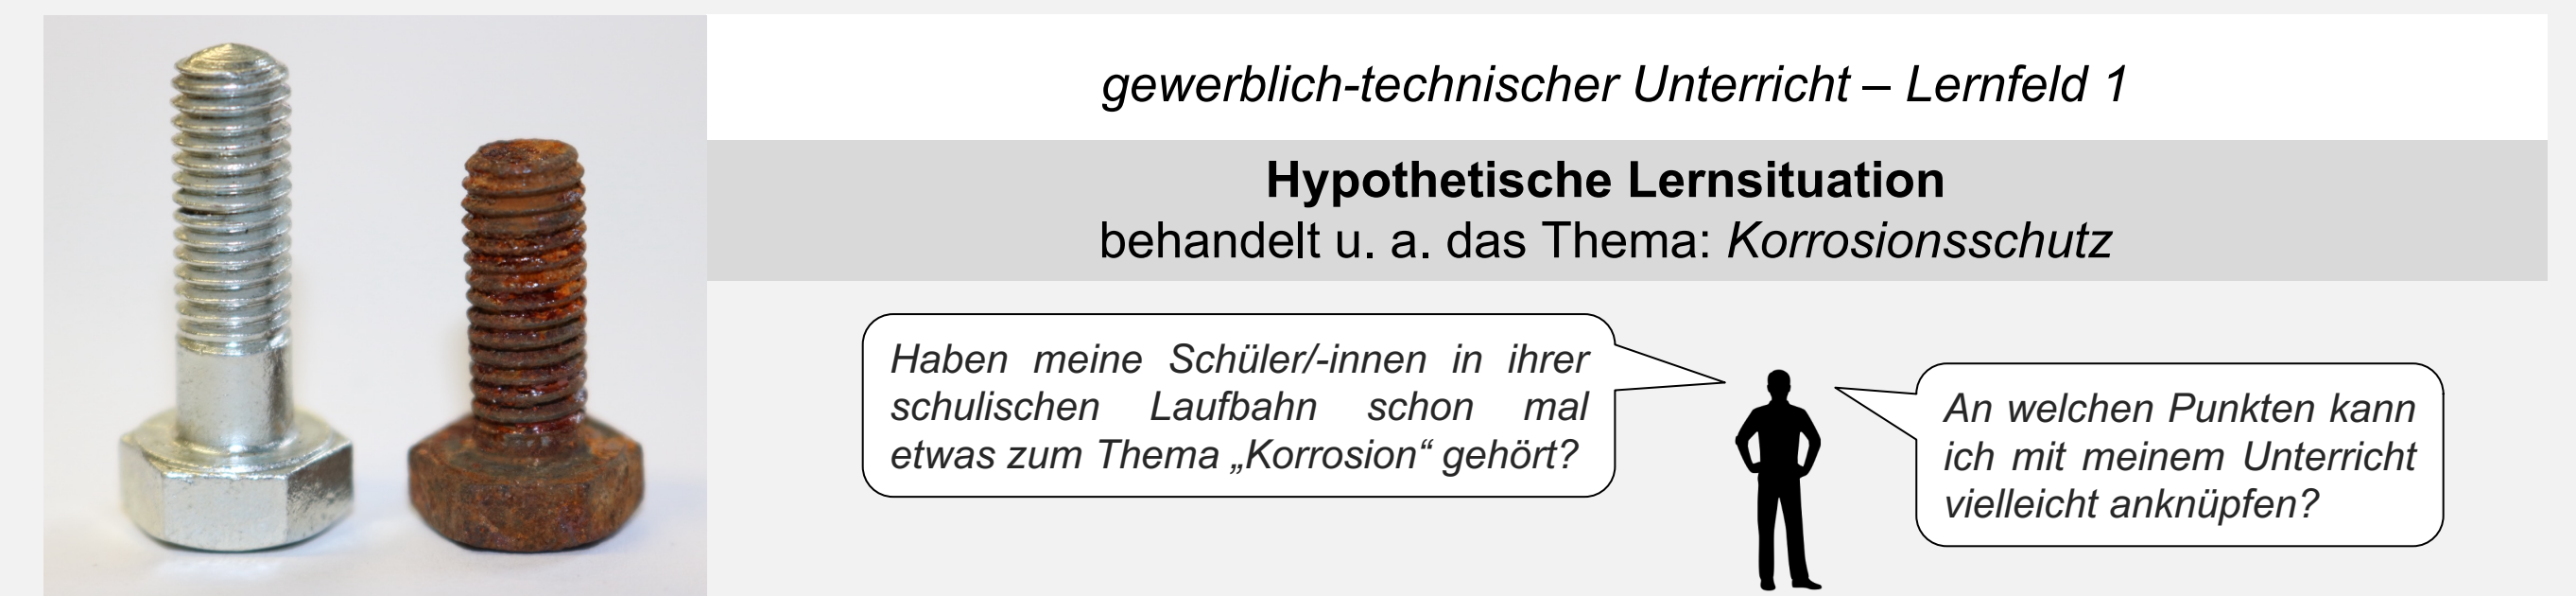 gewerblich-technischer Unterricht – Lernfeld 1
Hypothetische Lernsituation
behandelt u. a. das Thema: Korrosionsschutz
Haben meine Schüler/-innen in ihrer
schulischen Laufbahn schon mal
etwas zum Thema „Korrosion“ gehört?
An welchen Punkten kann
ich mit meinem Unterricht
vielleicht anknüpfen?